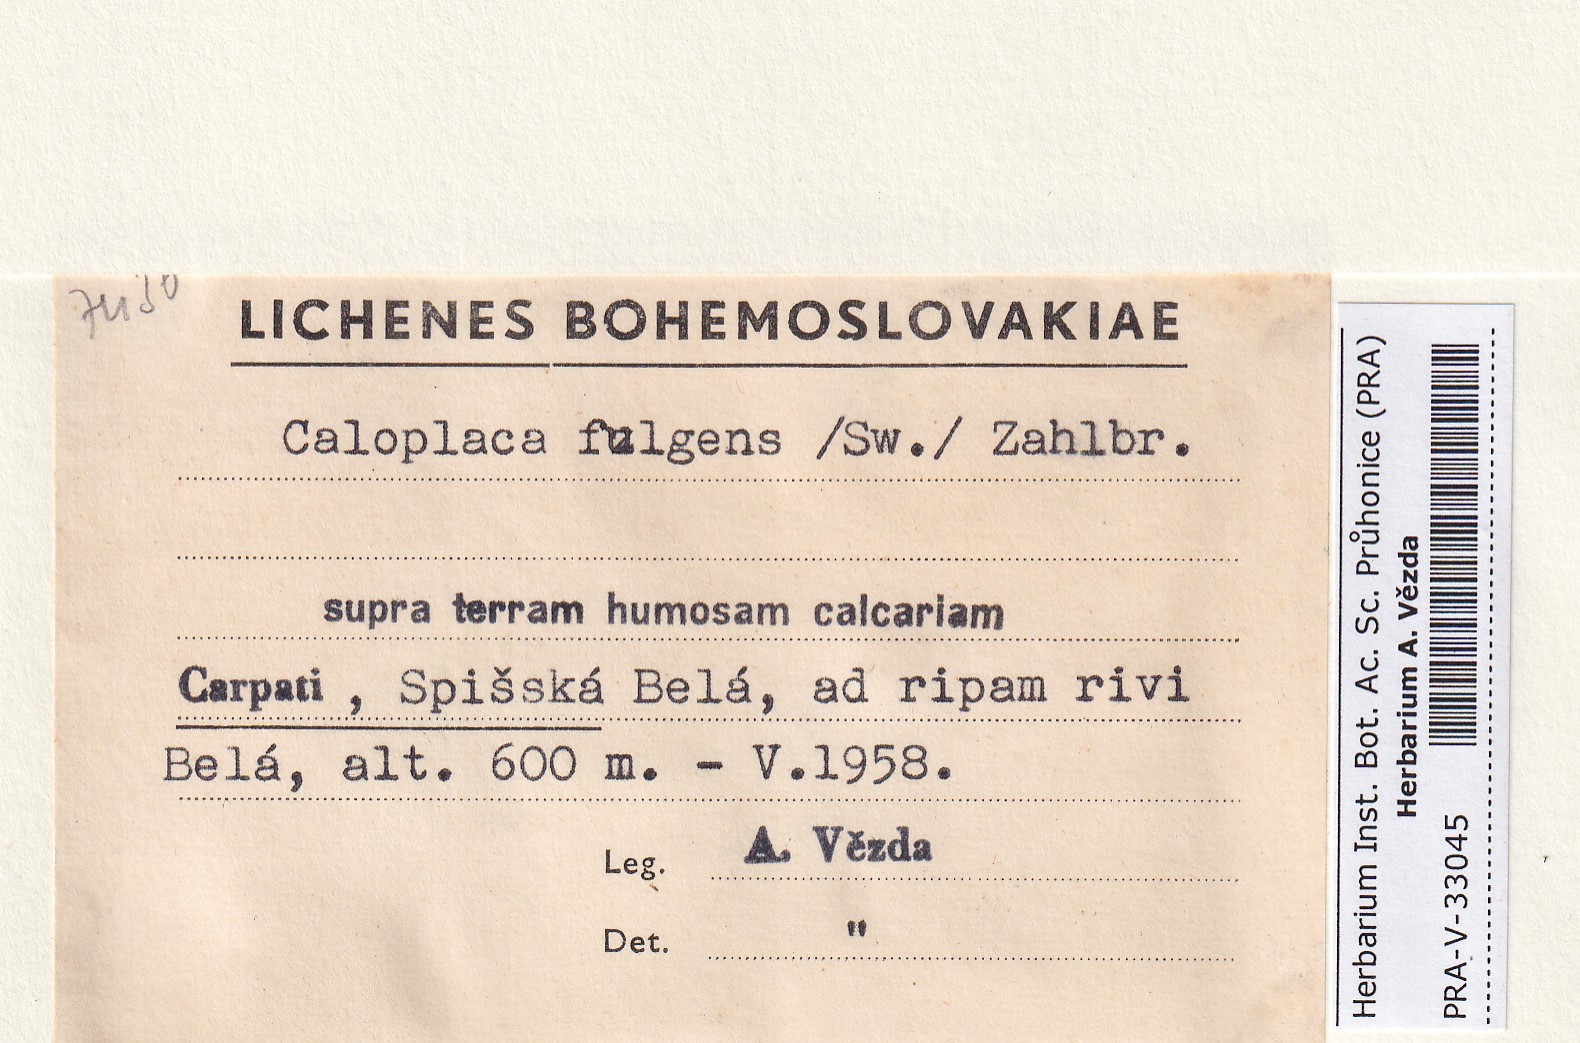 LICHENES BOHEMOSLOVAKIAE
Caloplaca fulgens /Sw./ Zahlbr.
supra terram humosam calcariam
Carpati , Spišská Belá, ad ripam rivi
Belá, alt. 600 m. - V.1958.
Leg. A. Vězda
Det. "
Herbarium Inst. Bot. Ac. Sc. Průhonice (PRA)
Herbarium A. Vězda
PRA-V-33045